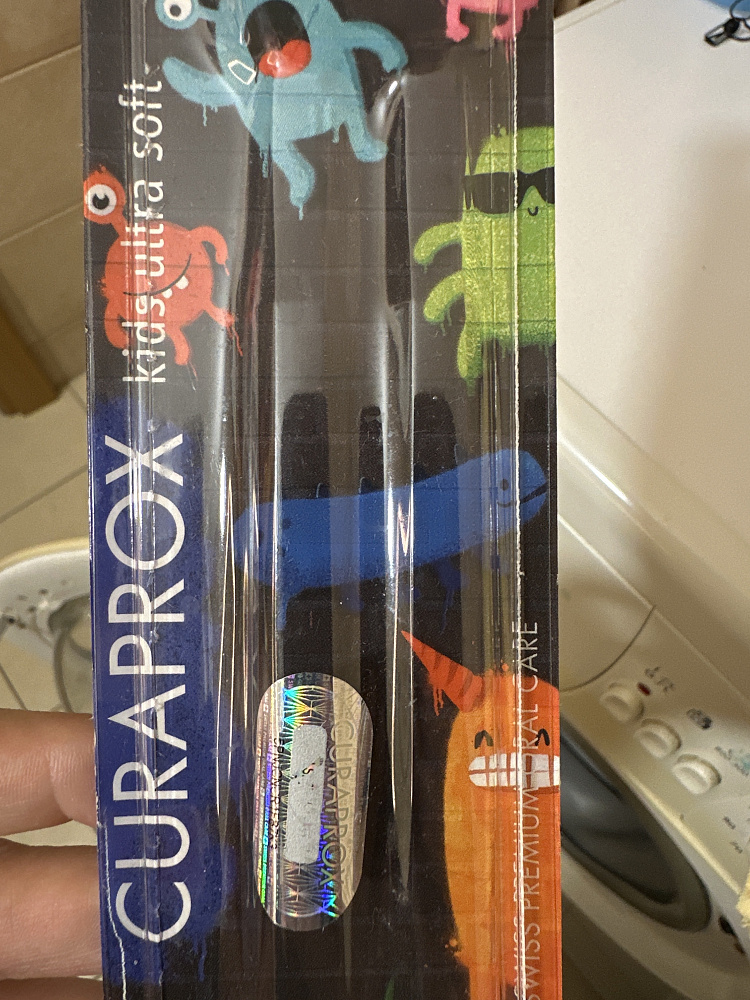 CURAPROX
kids ultra soft
SWISS PREMIUM ORAL CARE
CURAPROX